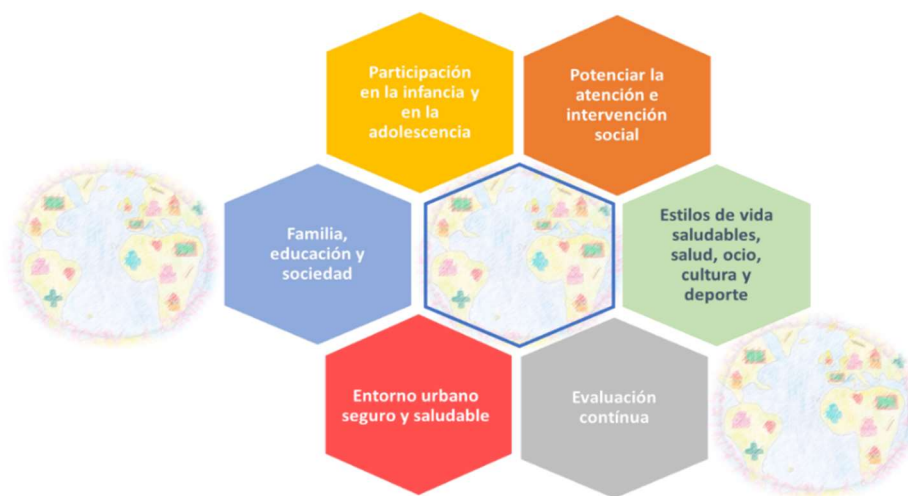 Participación
en la infancia y
en la
adolescencia
Potenciar la
atención e
intervención
social
Familia,
educación y
sociedad
Estilos de vida
saludables,
salud, ocio,
cultura y
deporte
Entorno urbano
seguro y saludable
Evaluación
contínua